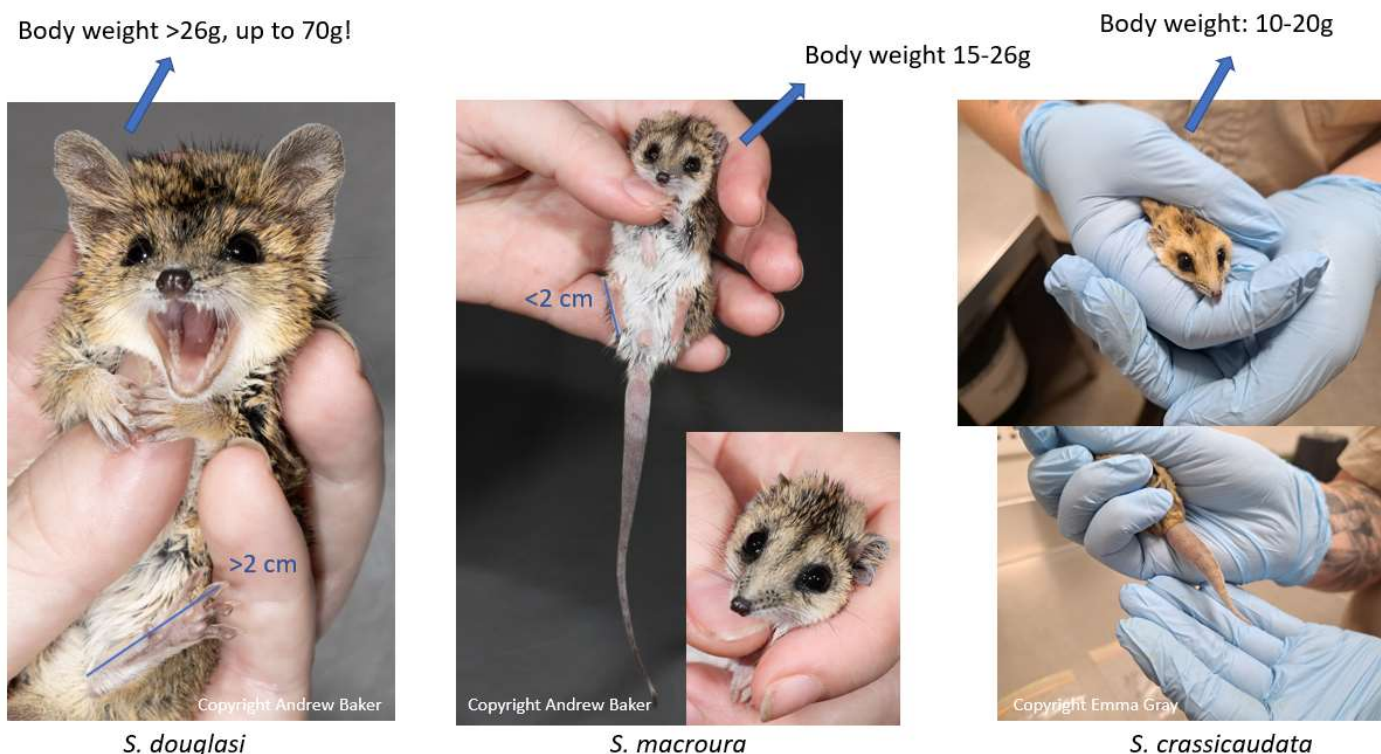 Body weight >26g, up to 70g!
Body weight 15-26g
Body weight: 10-20g
<2 cm
>2 cm
Copyright Andrew Baker
Copyright Andrew Baker
Copyright Emma Gray
S. douglasi
S. macroura
S. crassicaudata